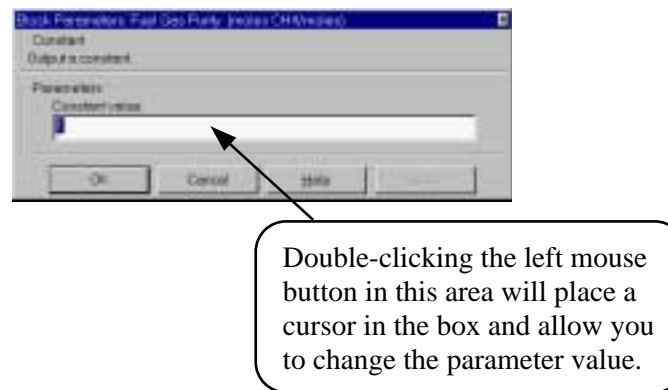 Block Parameters: Fuel Gas Purity (moles CH4/moles)
Constant
Output is constant.
Parameters
Constant value
OK Cancel Help
Double-clicking the left mouse
button in this area will place a
cursor in the box and allow you
to change the parameter value.